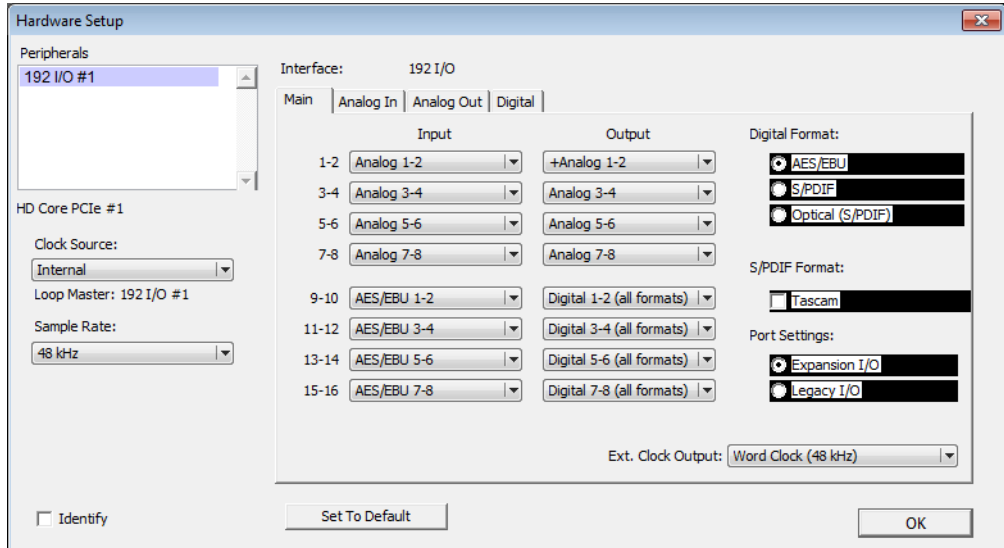 Hardware Setup
Peripherals
192 I/O #1
HD Core PCIe #1
Clock Source:
Internal
Loop Master: 192 I/O #1
Sample Rate:
48 kHz
Identify
Interface: 192 I/O
Main Analog In Analog Out Digital
Input Output
1-2 Analog 1-2 +Analog 1-2
3-4 Analog 3-4 Analog 3-4
5-6 Analog 5-6 Analog 5-6
7-8 Analog 7-8 Analog 7-8
9-10 AES/EBU 1-2 Digital 1-2 (all formats)
11-12 AES/EBU 3-4 Digital 3-4 (all formats)
13-14 AES/EBU 5-6 Digital 5-6 (all formats)
15-16 AES/EBU 7-8 Digital 7-8 (all formats)
Digital Format:
AES/EBU
S/PDIF
Optical (S/PDIF)
S/PDIF Format:
Tascam
Port Settings:
Expansion I/O
Legacy I/O
Ext. Clock Output: Word Clock (48 kHz)
Set To Default
OK